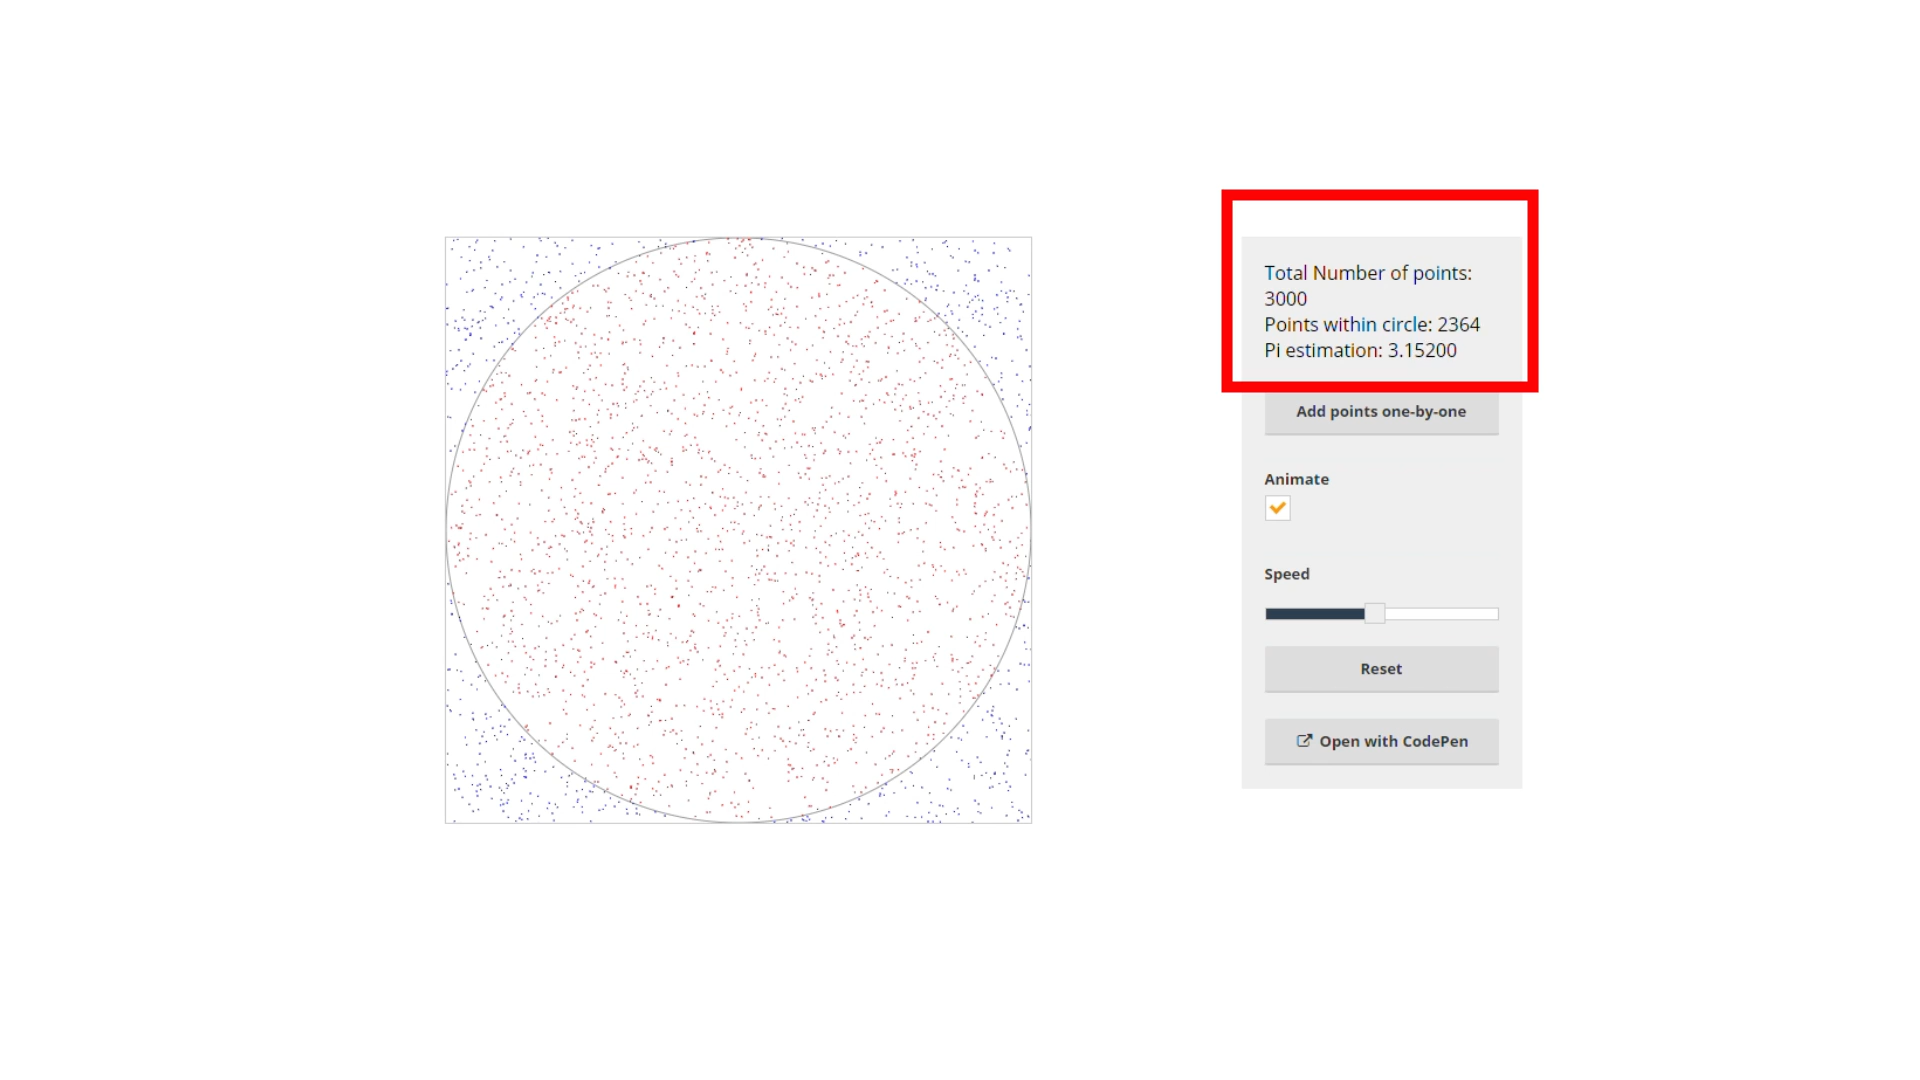 Total Number of points:
3000
Points within circle: 2364
Pi estimation: 3.15200
Add points one-by-one
Animate
Speed
Reset
Open with CodePen